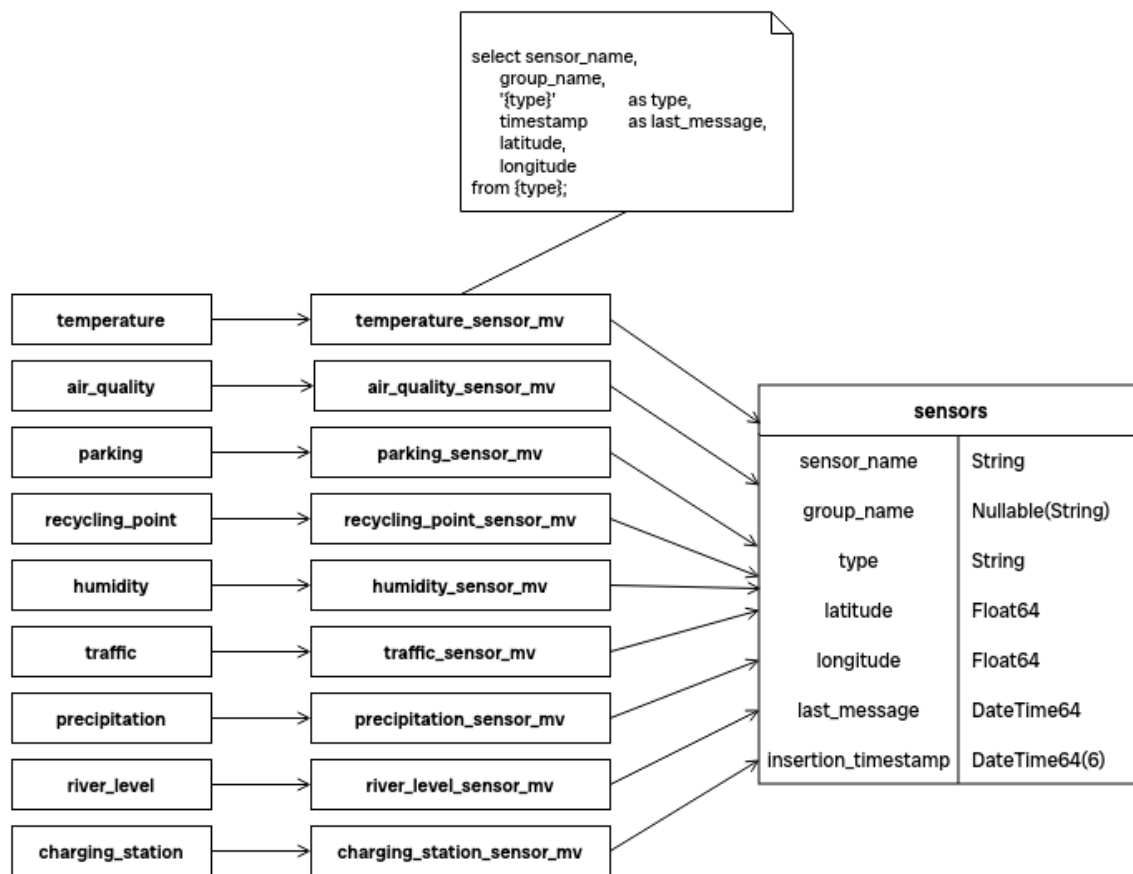 select sensor_name,
group_name,
'{type}' as type,
timestamp as last_message,
latitude,
longitude
from {type};
temperature temperature_sensor_mv
air_quality air_quality_sensor_mv
parking parking_sensor_mv
recycling_point recycling_point_sensor_mv
humidity humidity_sensor_mv
traffic traffic_sensor_mv
precipitation precipitation_sensor_mv
river_level river_level_sensor_mv
charging_station charging_station_sensor_mv
sensors
sensor_name String
group_name Nullable(String)
type String
latitude Float64
longitude Float64
last_message DateTime64
insertion_timestamp DateTime64(6)